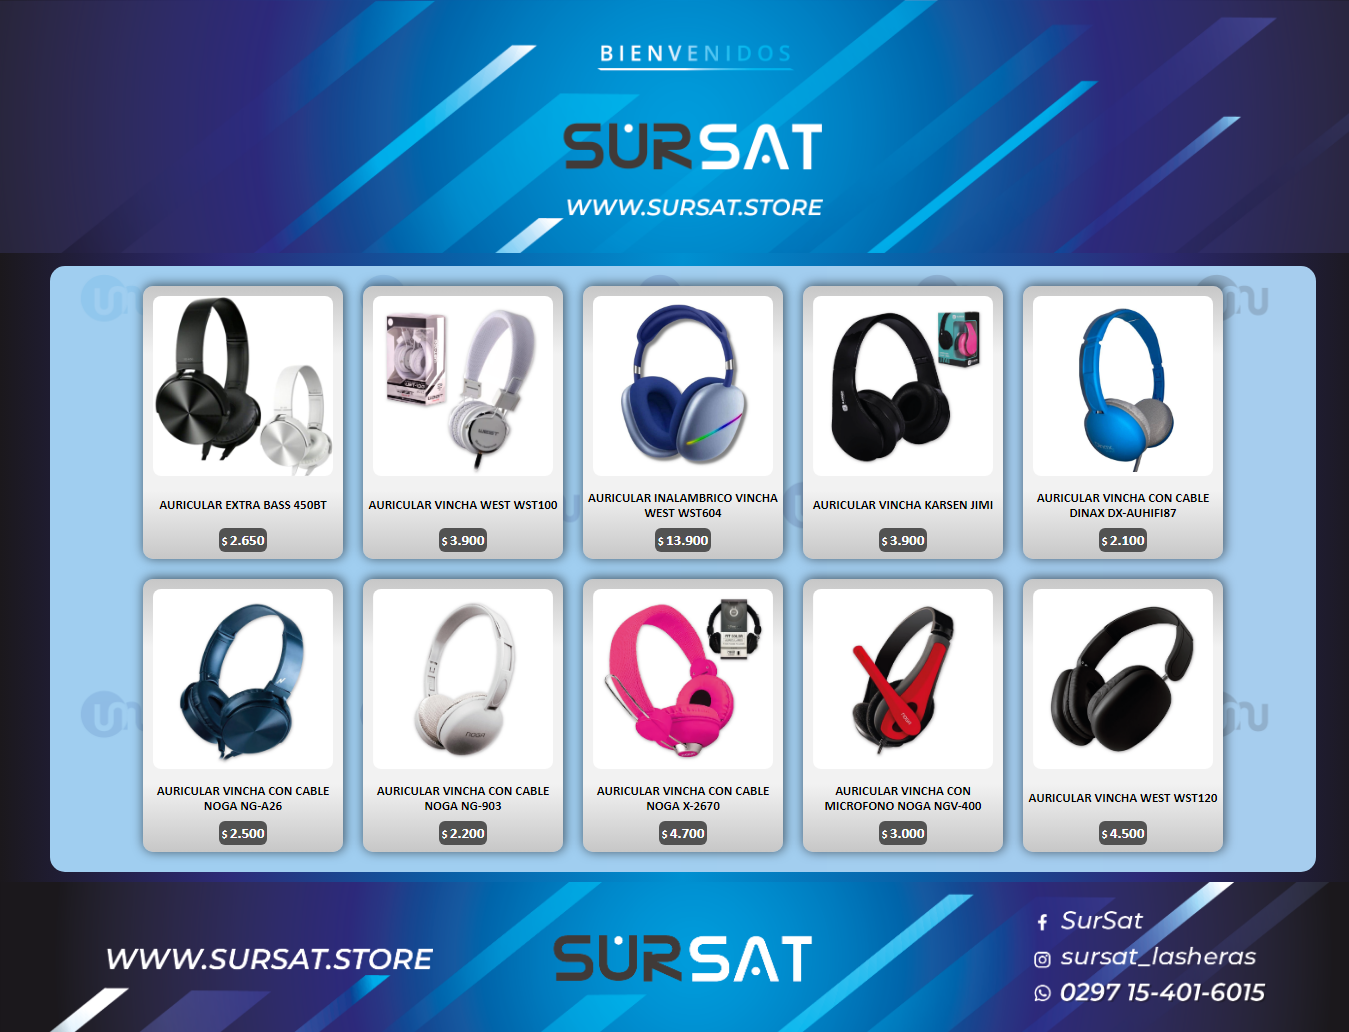 BIENVENIDOS
SURSAT
WWW.SURSAT.STORE
AURICULAR EXTRA BASS 450BT
$ 2.650
WEST
AURICULAR VINCHA WEST WST100
$ 3.900
AURICULAR INALAMBRICO VINCHA
WEST WST604
$ 13.900
AURICULAR VINCHA KARSEN JIMI
$ 3.900
AURICULAR VINCHA CON CABLE
DINAX DX-AUHIFI87
$ 2.100
AURICULAR VINCHA CON CABLE
NOGA NG-A26
$ 2.500
noga
AURICULAR VINCHA CON CABLE
NOGA NG-903
$ 2.200
AURICULAR VINCHA CON CABLE
NOGA X-2670
$ 4.700
noga
AURICULAR VINCHA CON
MICROFONO NOGA NGV-400
$ 3.000
AURICULAR VINCHA WEST WST120
$ 4.500
WWW.SURSAT.STORE
SURSAT
SurSat
sursat_lasheras
0297 15-401-6015